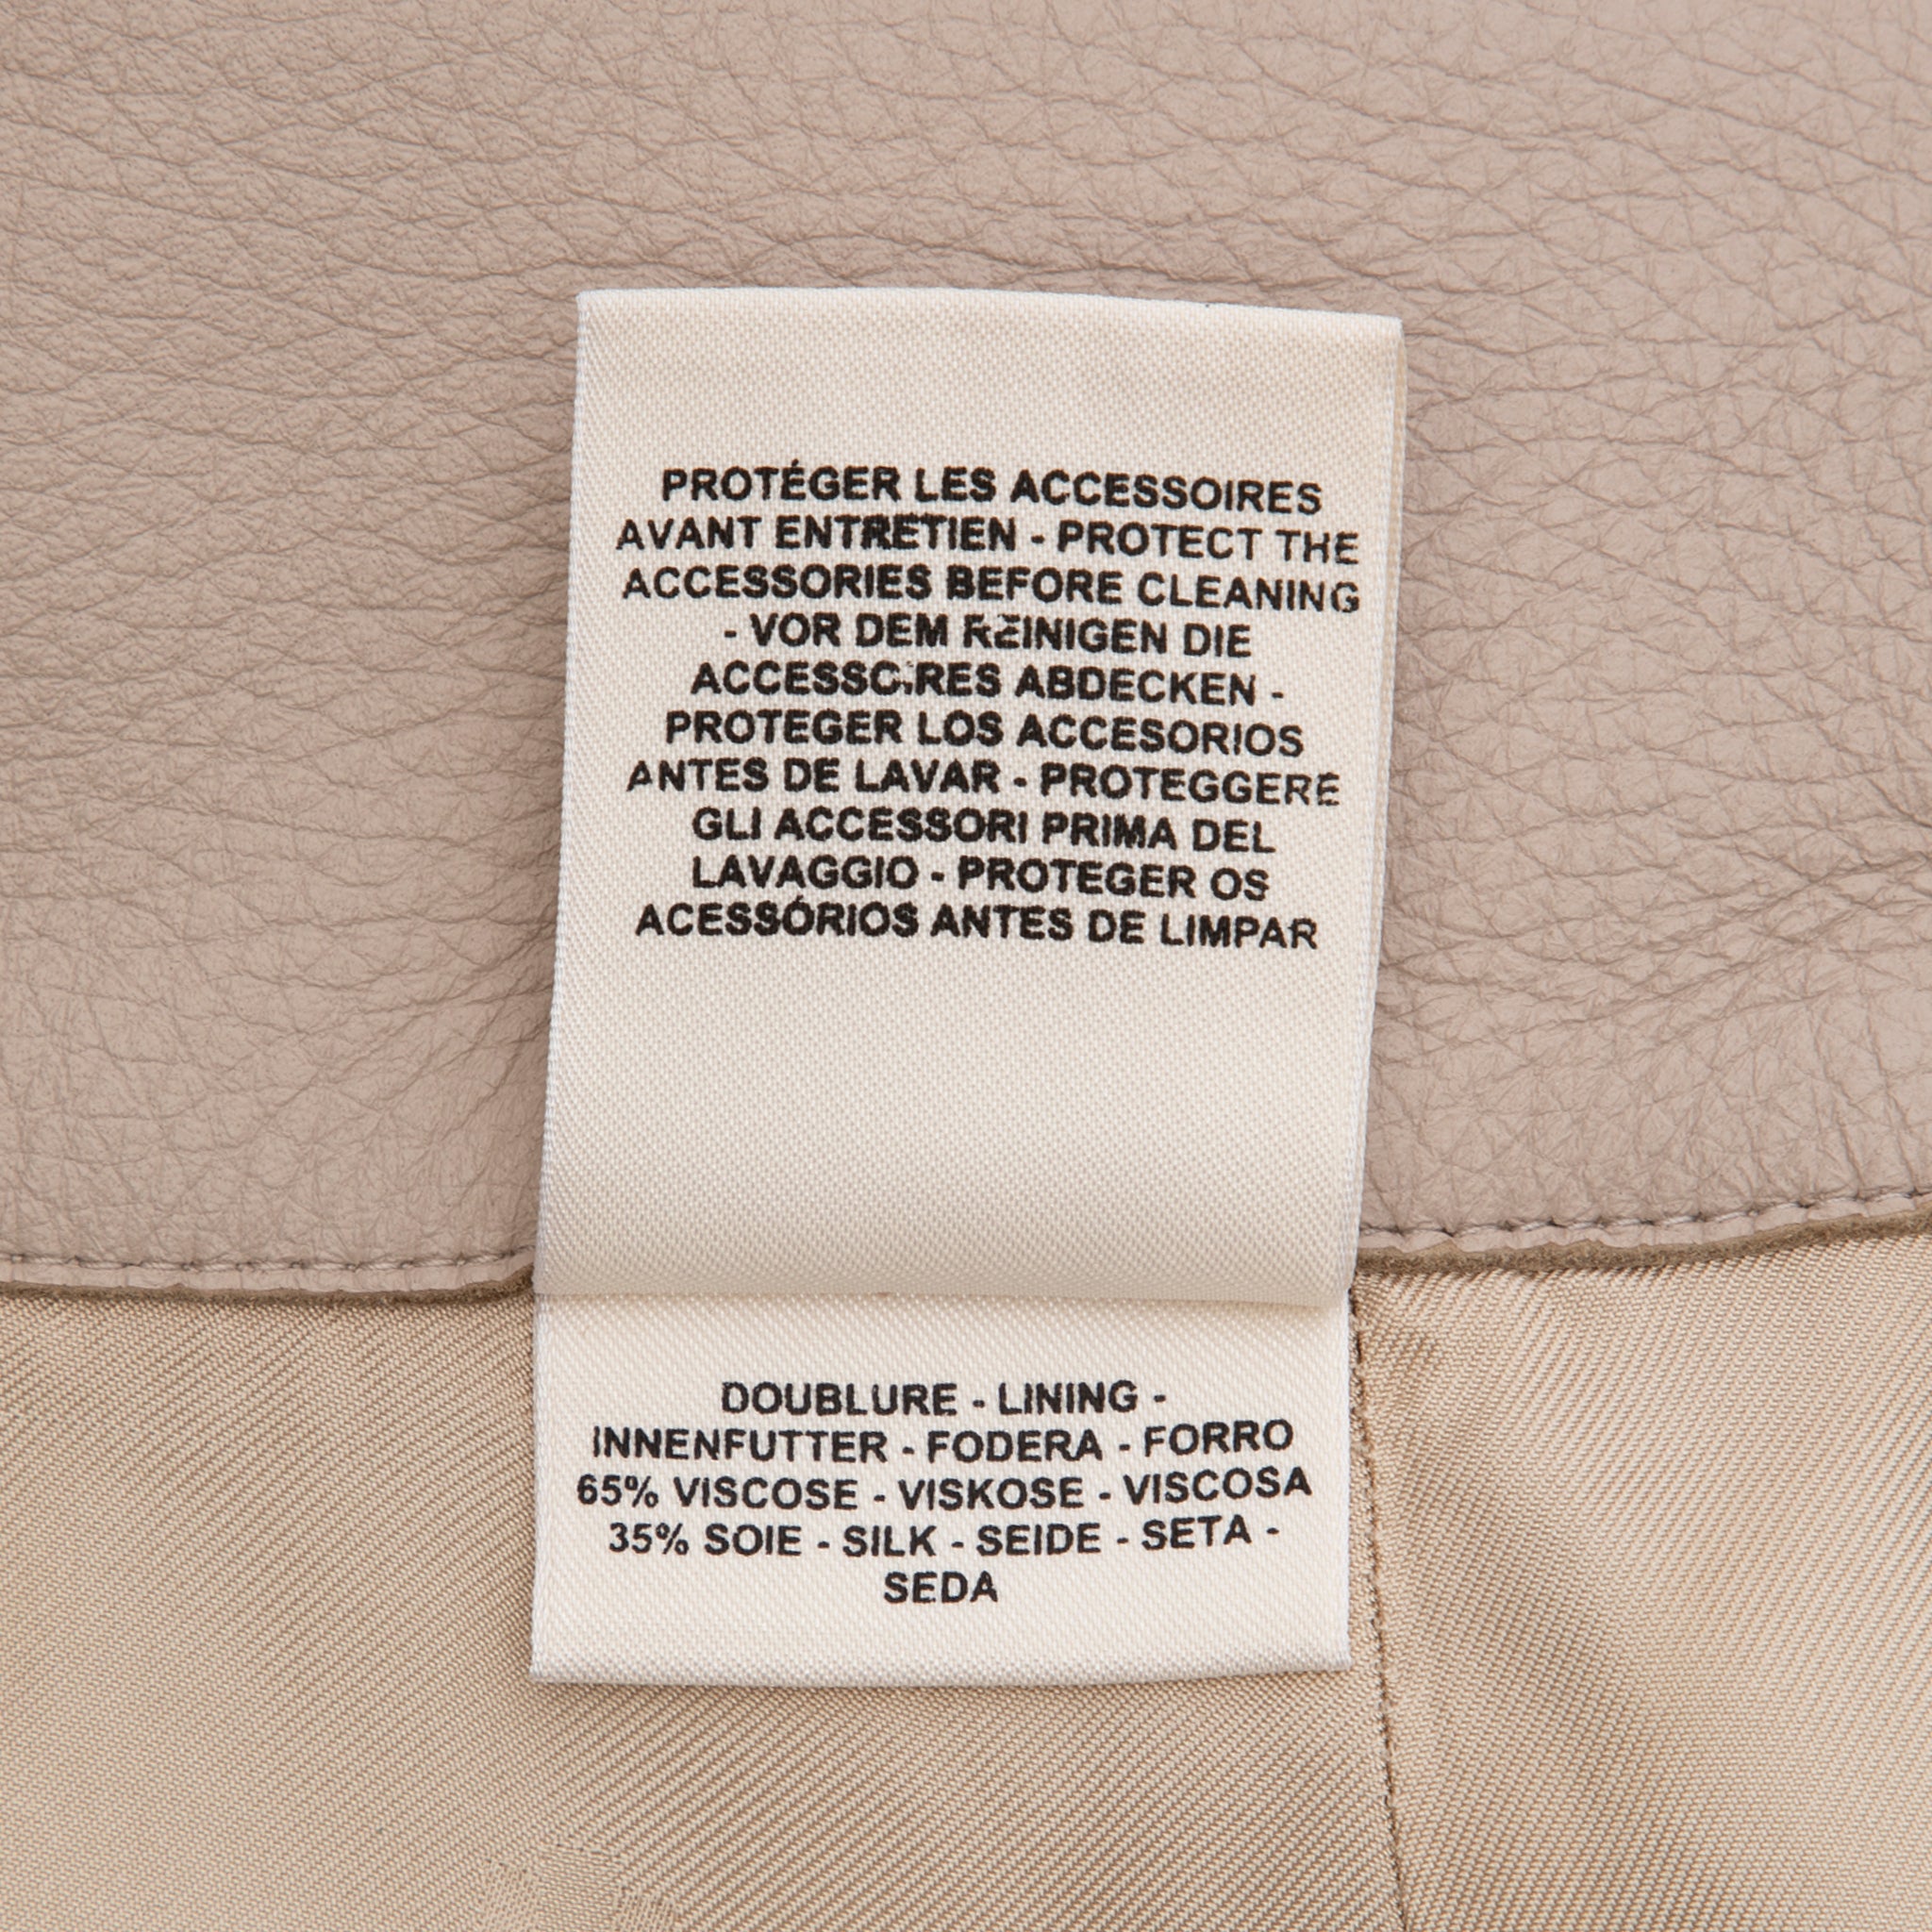 PROTÉGER LES ACCESSOIRES
AVANT ENTRETIEN - PROTECT THE
ACCESSORIES BEFORE CLEANING
- VOR DEM REINIGEN DIE
ACCESSOIRES ABDECKEN -
PROTEGER LOS ACCESORIOS
ANTES DE LAVAR - PROTEGGERE
GLI ACCESSORI PRIMA DEL
LAVAGGIO - PROTEGER OS
ACESSÓRIOS ANTES DE LIMPAR
DOUBLURE - LINING -
INNENFUTTER - FODERA - FORRO
65% VISCOSE - VISKOSE - VISCOSA
35% SOIE - SILK - SEIDE - SETA -
SEDA